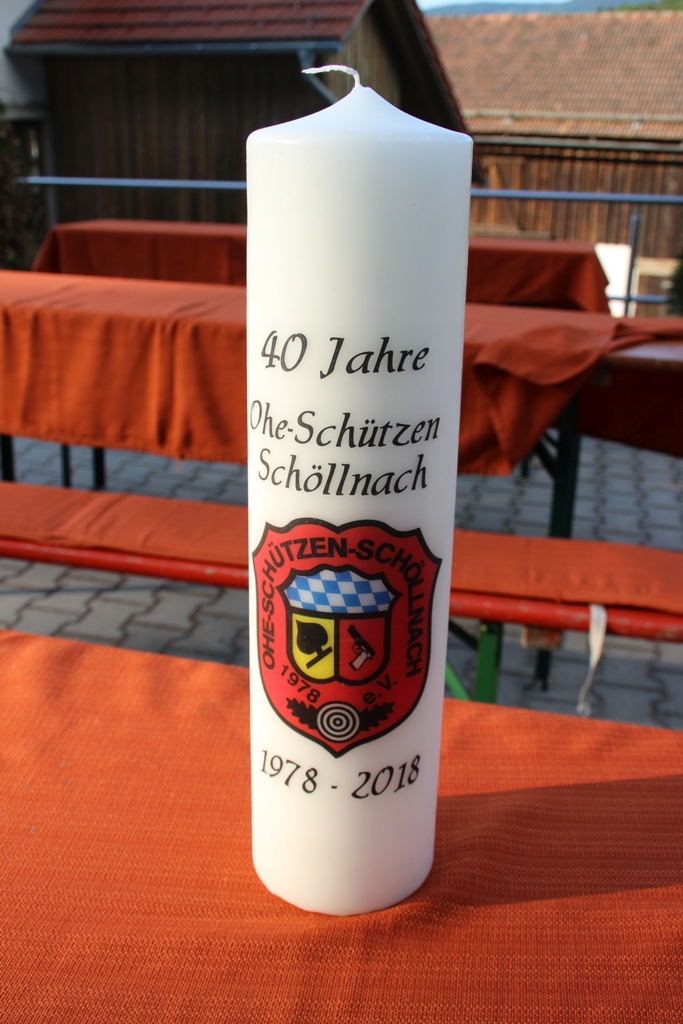 40 Jahre
Ohe-Schützen
Schöllnach
OHE-SCHÜTZEN-SCHÖLLNACH
1978 e.V.
1978 - 2018